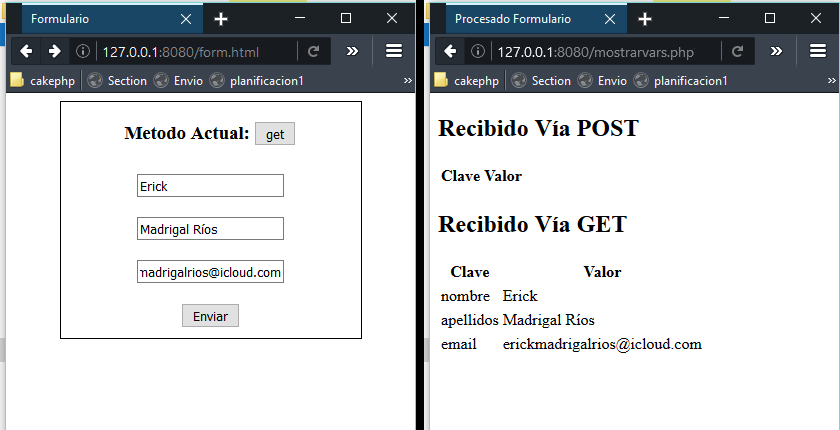 Formulario
127.0.0.1:8080/form.html
cakephp Section Envio planificacion1
Metodo Actual: get
Erick
Madrigal Ríos
madrigalrios@icloud.com
Enviar
Procesado Formulario
127.0.0.1:8080/mostrarvars.php
cakephp Section Envio planificacion1
Recibido Vía POST
Clave Valor
Recibido Vía GET
Clave Valor
nombre Erick
apellidos Madrigal Ríos
email erickmadrigalrios@icloud.com